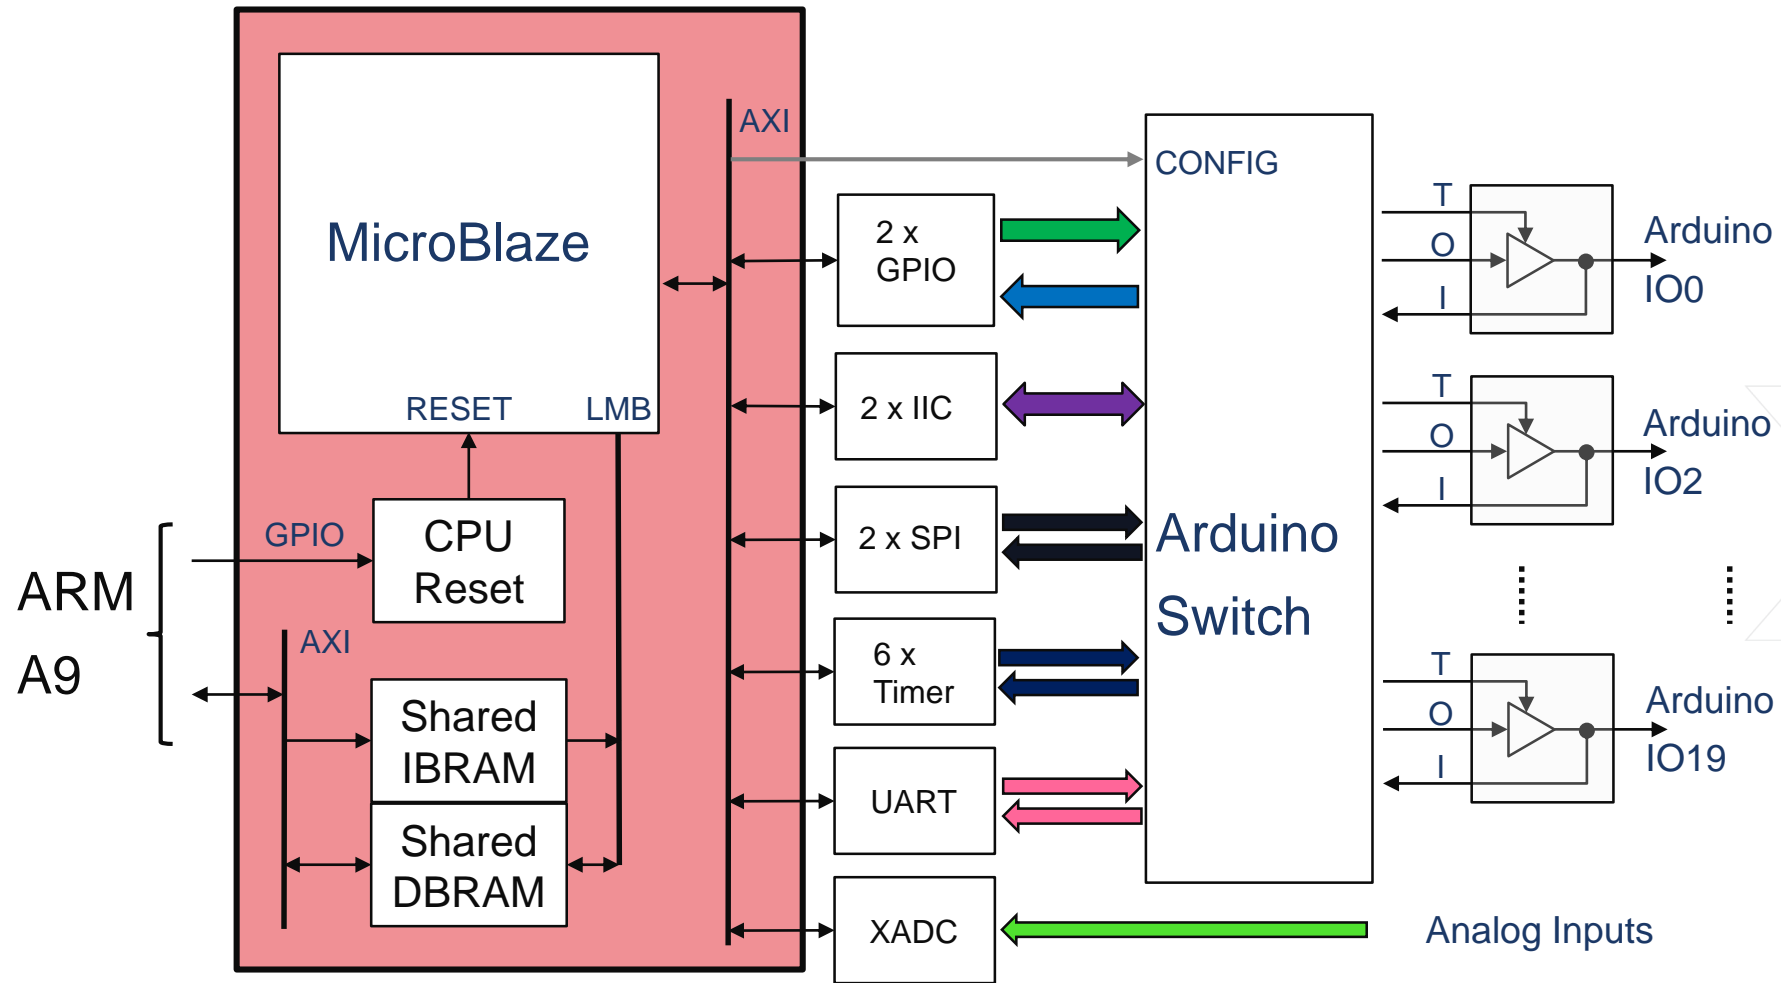 AXI
CONFIG
MicroBlaze
RESET
LMB
ARM
A9
GPIO
CPU
Reset
AXI
Shared
IBRAM
Shared
DBRAM
2 x
GPIO
2 x IIC
2 x SPI
6 x
Timer
UART
XADC
Arduino
Switch
T
O
I
Arduino
IO0
T
O
I
Arduino
IO2
T
O
I
Arduino
IO19
Analog Inputs